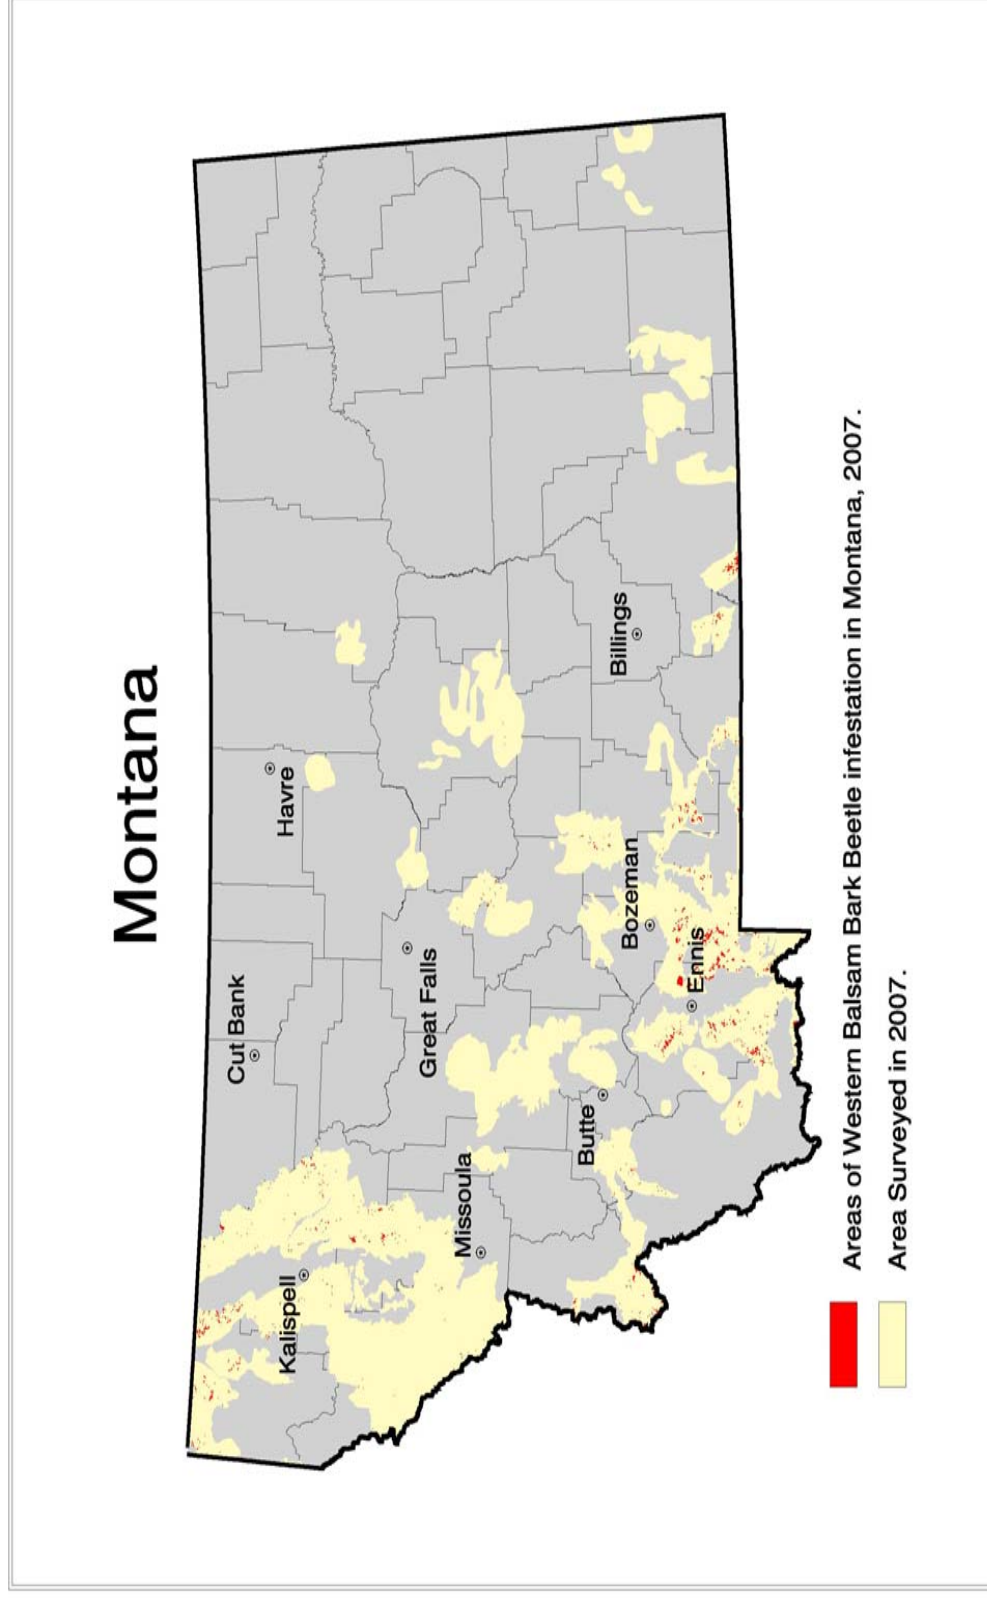 Montana
Cut Bank
Havre
Kalispell
Great Falls
Missoula
Butte
Bozeman
Billings
Ennis
Areas of Western Balsam Bark Beetle infestation in Montana, 2007.
Area Surveyed in 2007.